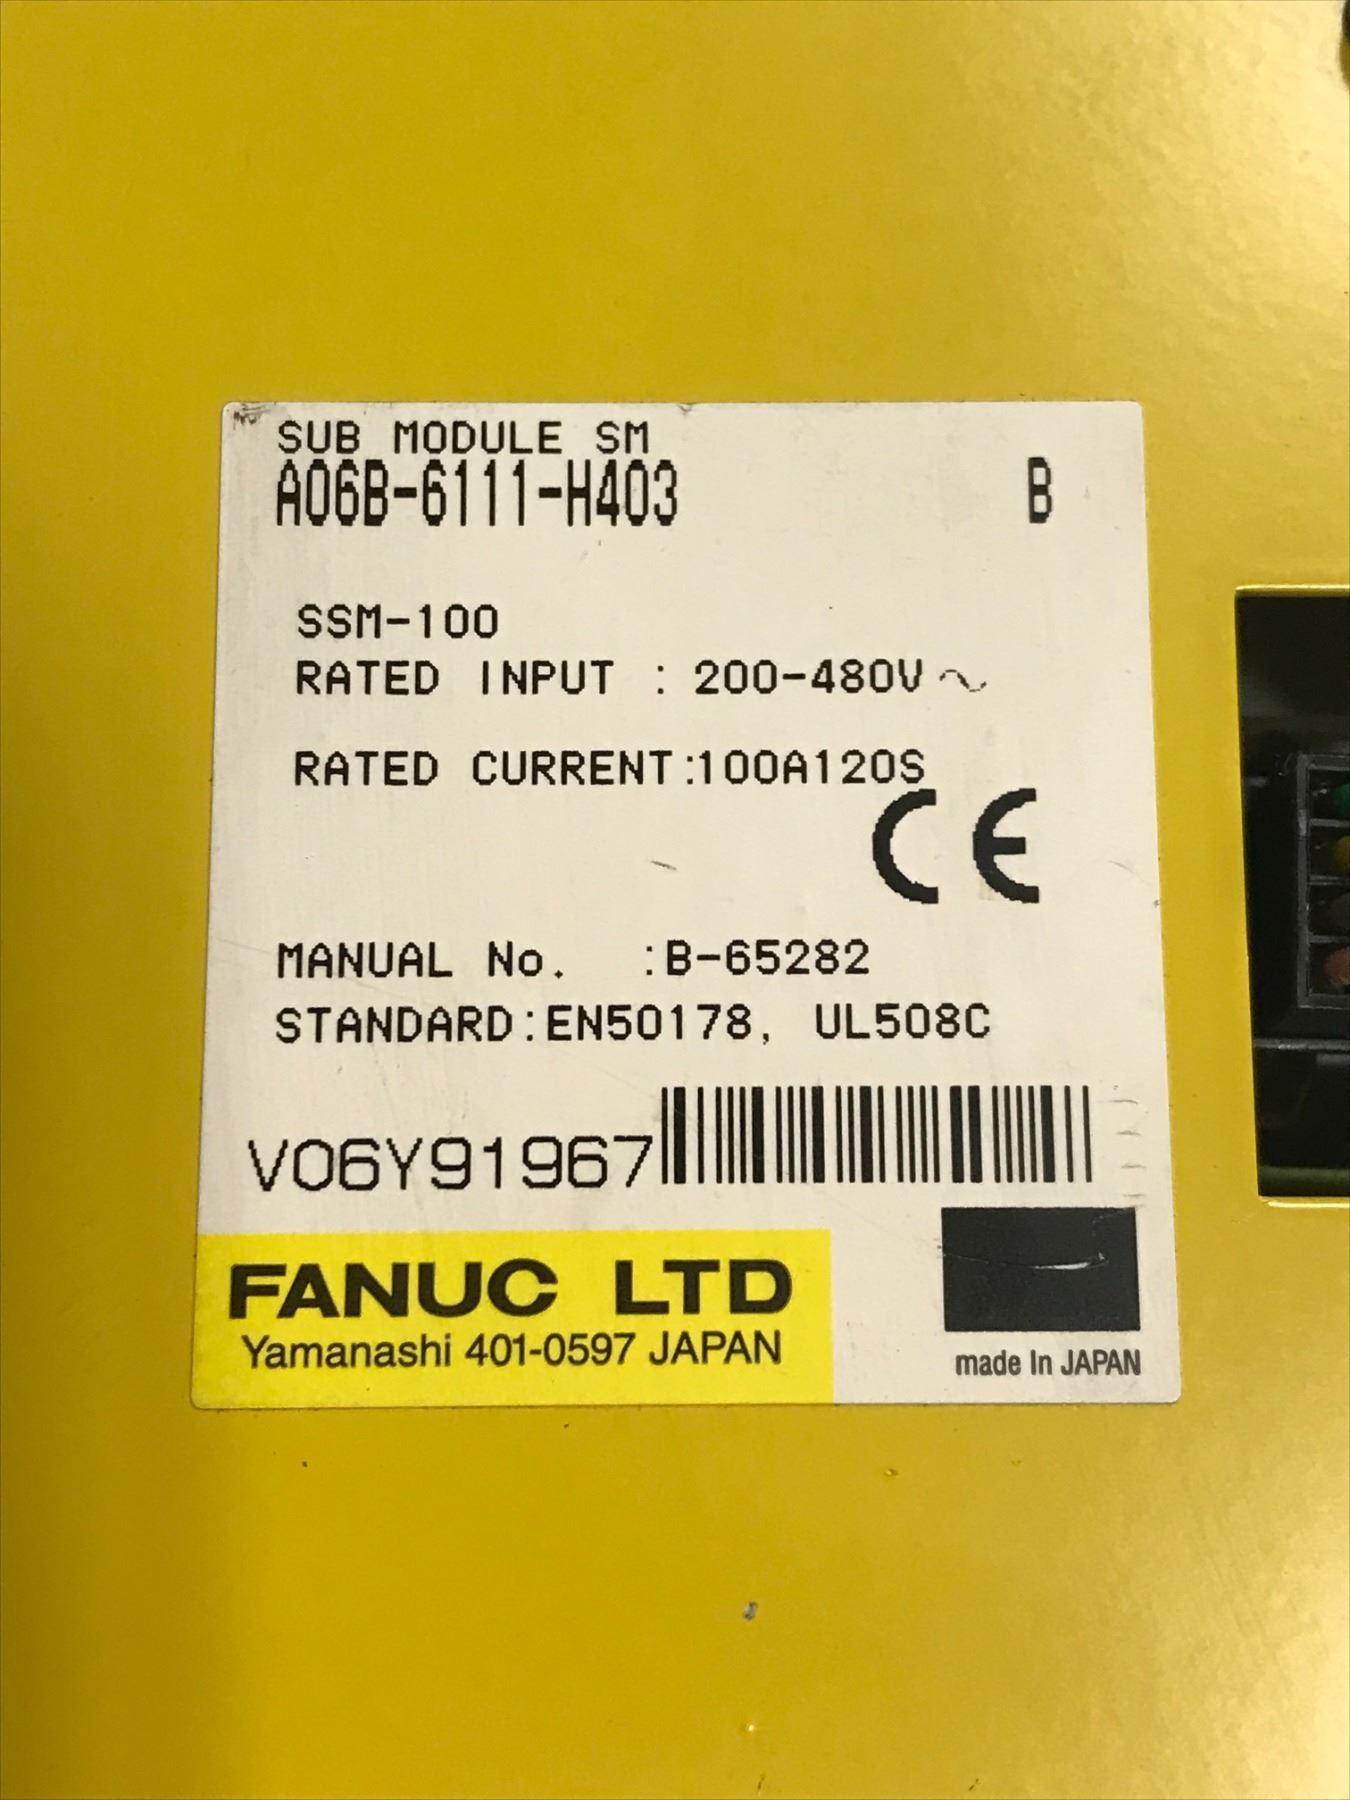 SUB MODULE SM
A06B-6111-H403 B
SSM-100
RATED INPUT : 200-480V～
RATED CURRENT:100A120S
CE
MANUAL No. :B-65282
STANDARD:EN50178, UL508C
V06Y91967
FANUC LTD
Yamanashi 401-0597 JAPAN
made In JAPAN